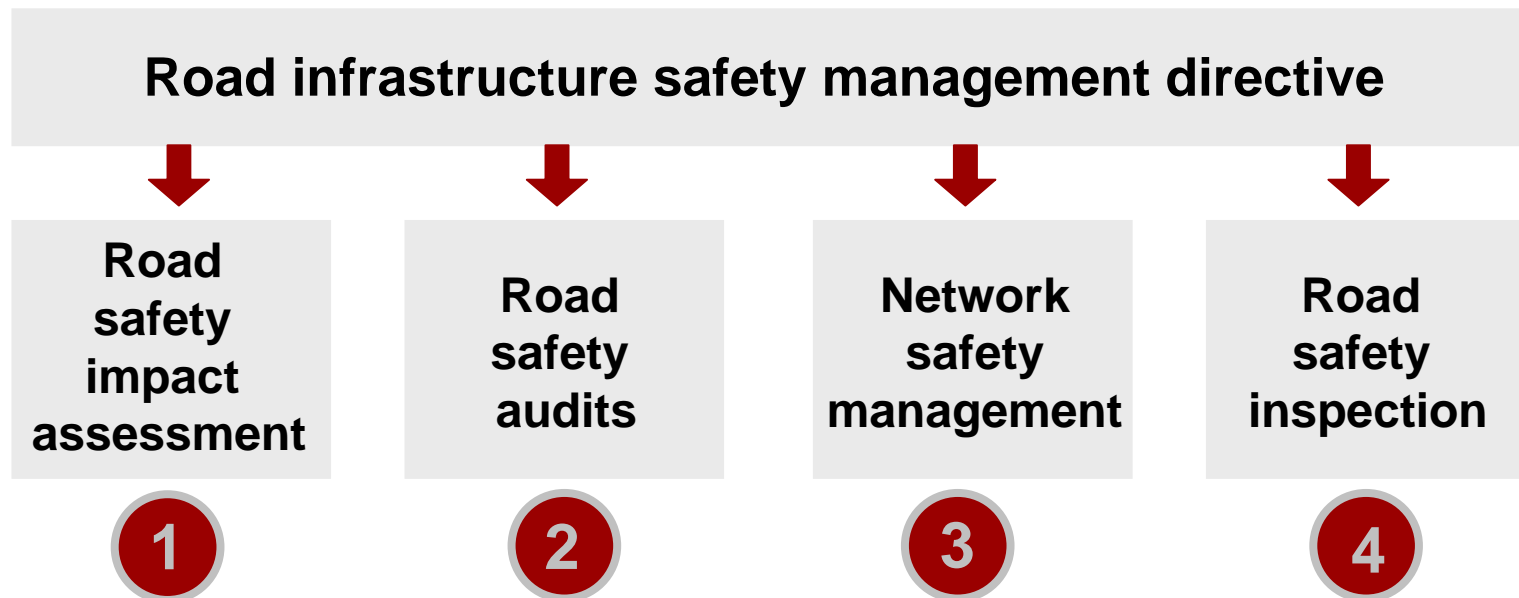 Road infrastructure safety management directive
Road
safety
impact
assessment
Road
safety
audits
Network
safety
management
Road
safety
inspection
1
2
3
4